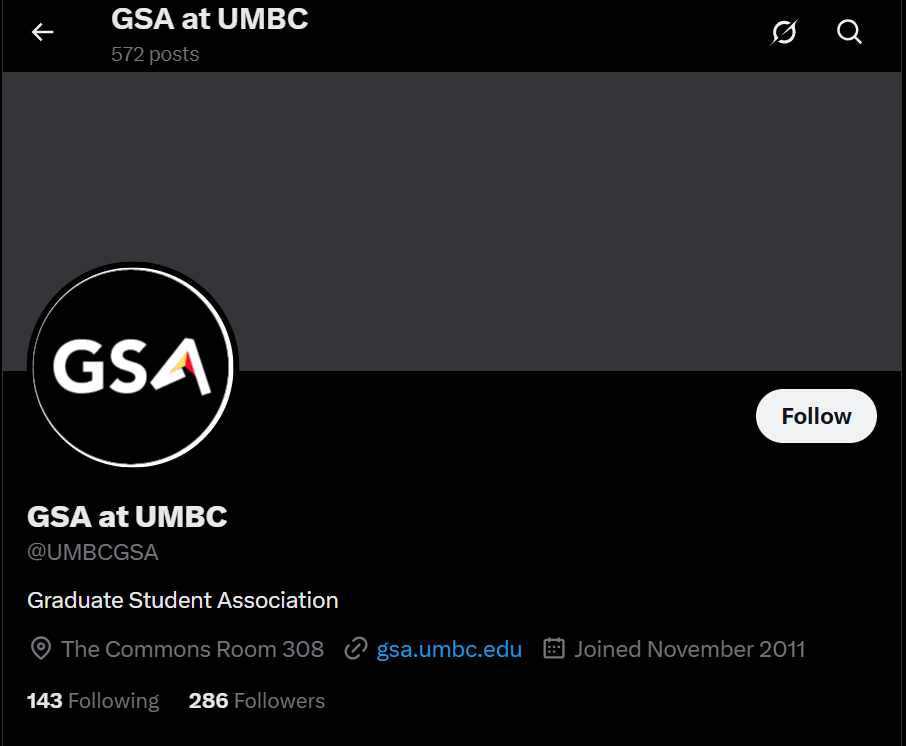 GSA at UMBC
572 posts
GSA
Follow
GSA at UMBC
@UMBCGSA
Graduate Student Association
The Commons Room 308 gsa.umbc.edu Joined November 2011
143 Following 286 Followers